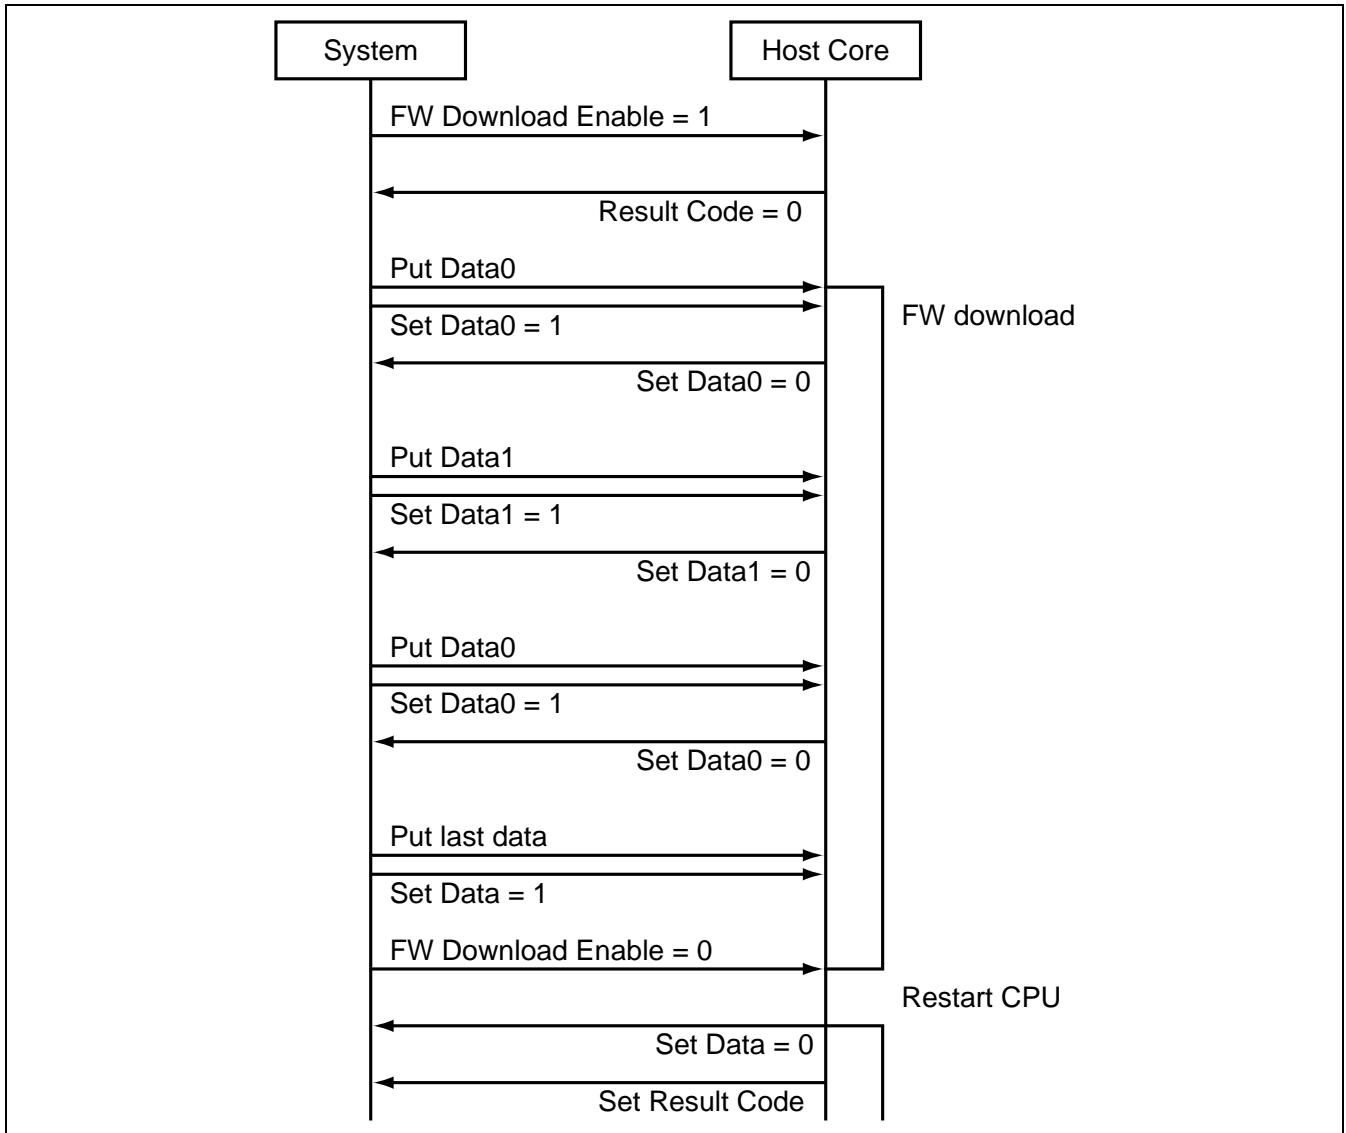 System
Host Core
FW Download Enable = 1
Result Code = 0
Put Data0
FW download
Set Data0 = 1
Set Data0 = 0
Put Data1
Set Data1 = 1
Set Data1 = 0
Put Data0
Set Data0 = 1
Set Data0 = 0
Put last data
Set Data = 1
FW Download Enable = 0
Restart CPU
Set Data = 0
Set Result Code